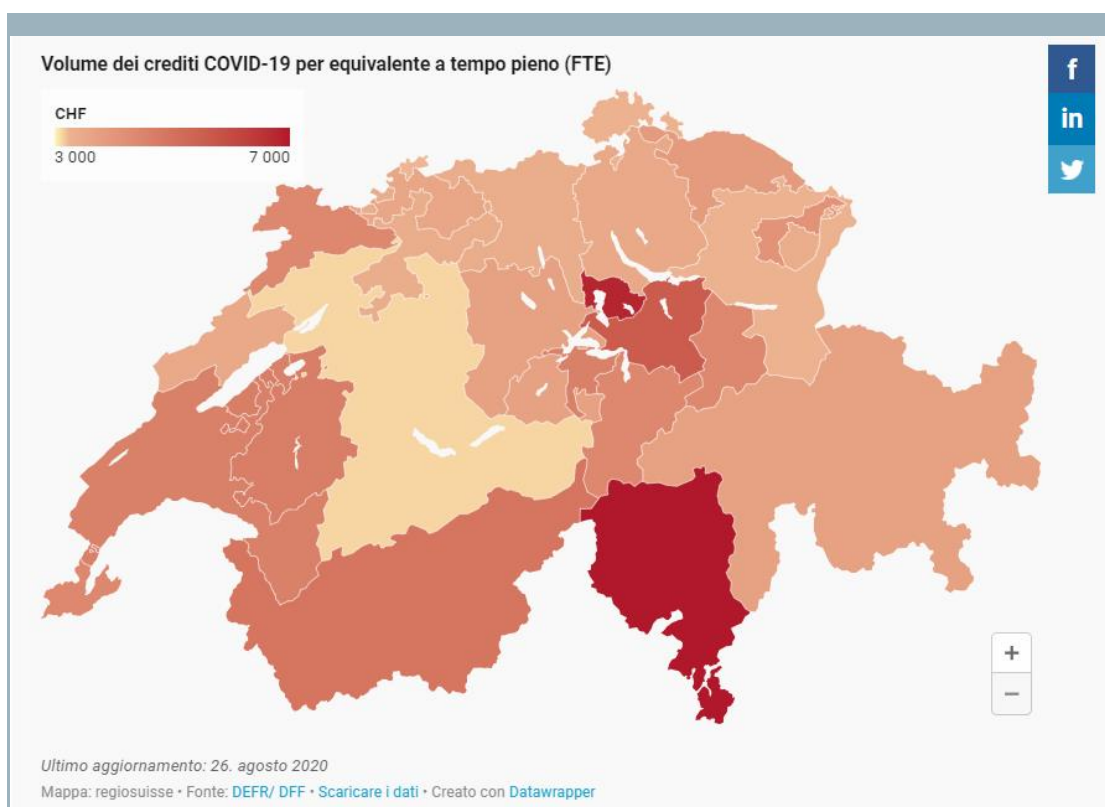 Volume dei crediti COVID-19 per equivalente a tempo pieno (FTE)
CHF
3 000 7 000
f
in
+
−
Ultimo aggiornamento: 26. agosto 2020
Mappa: regiosuisse • Fonte: DEFR/ DFF • Scaricare i dati • Creato con Datawrapper